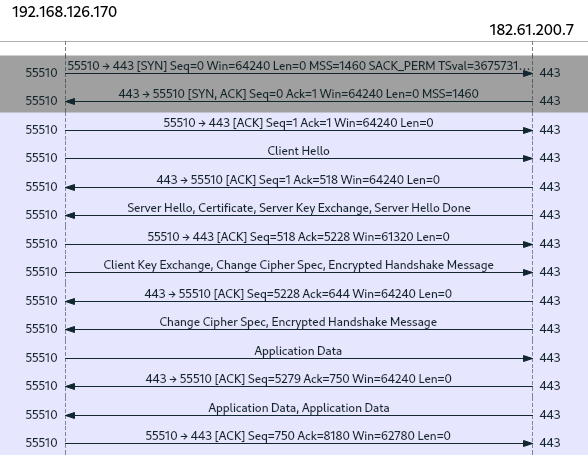 192.168.126.170
182.61.200.7
55510 55510 → 443 [SYN] Seq=0 Win=64240 Len=0 MSS=1460 SACK_PERM TSval=3675731... 443
55510 443 → 55510 [SYN, ACK] Seq=0 Ack=1 Win=64240 Len=0 MSS=1460 443
55510 55510 → 443 [ACK] Seq=1 Ack=1 Win=64240 Len=0 443
55510 Client Hello 443
55510 443 → 55510 [ACK] Seq=1 Ack=518 Win=64240 Len=0 443
55510 Server Hello, Certificate, Server Key Exchange, Server Hello Done 443
55510 55510 → 443 [ACK] Seq=518 Ack=5228 Win=61320 Len=0 443
55510 Client Key Exchange, Change Cipher Spec, Encrypted Handshake Message 443
55510 443 → 55510 [ACK] Seq=5228 Ack=644 Win=64240 Len=0 443
55510 Change Cipher Spec, Encrypted Handshake Message 443
55510 Application Data 443
55510 443 → 55510 [ACK] Seq=5279 Ack=750 Win=64240 Len=0 443
55510 Application Data, Application Data 443
55510 55510 → 443 [ACK] Seq=750 Ack=8180 Win=62780 Len=0 443